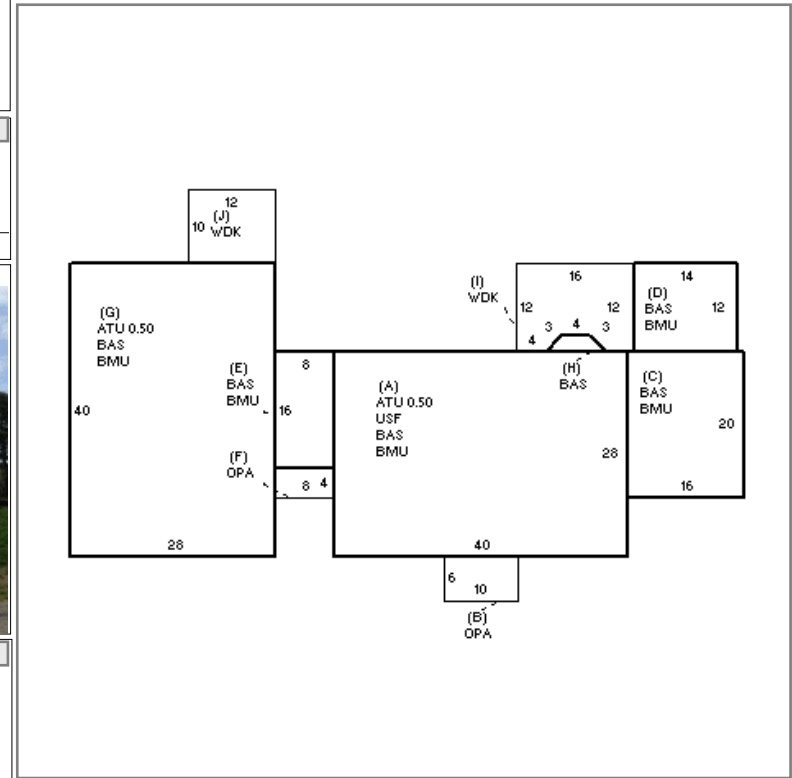 12
(J)
10
WDK
16
14
(I)
WDK
12
12
(D)
BAS
BMU
12
3
4
3
4
(G)
ATU 0.50
BAS
BMU
8
(E)
BAS
BMU
16
(H)
BAS
(C)
BAS
BMU
(A)
ATU 0.50
USF
BAS
BMU
40
20
28
(F)
OPA
8
4
16
28
40
6
10
(B)
OPA